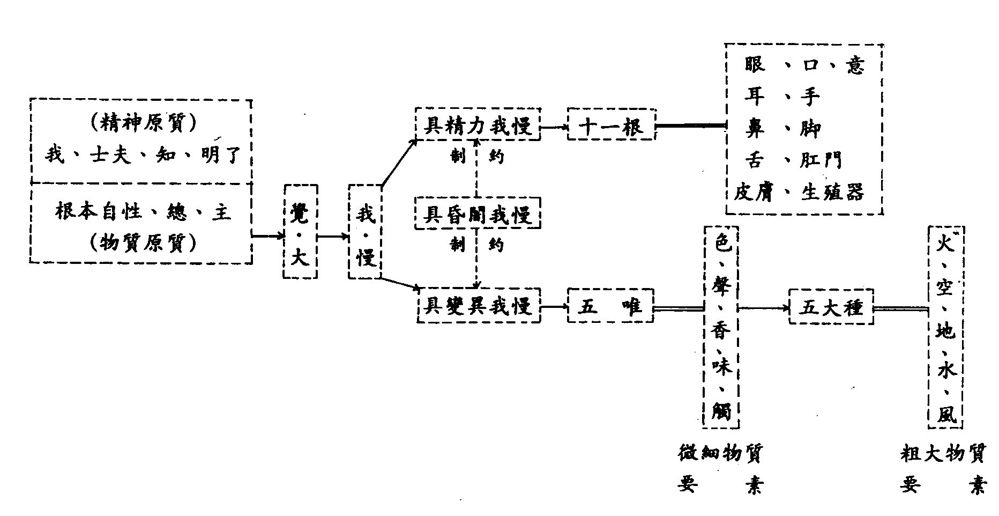 (精神原質)
我、士夫、知、明了
根本自性、總、主
(物質原質)
覺・大
我・慢
具精力我慢
制約
具昏闇我慢
制約
具變異我慢
十一根
眼、口、意
耳、手
鼻、脚
舌、肛門
皮膚、生殖器
五唯
色、聲、香、味、觸
微細物質
要素
五大種
火、空、地、水、風
粗大物質
要素